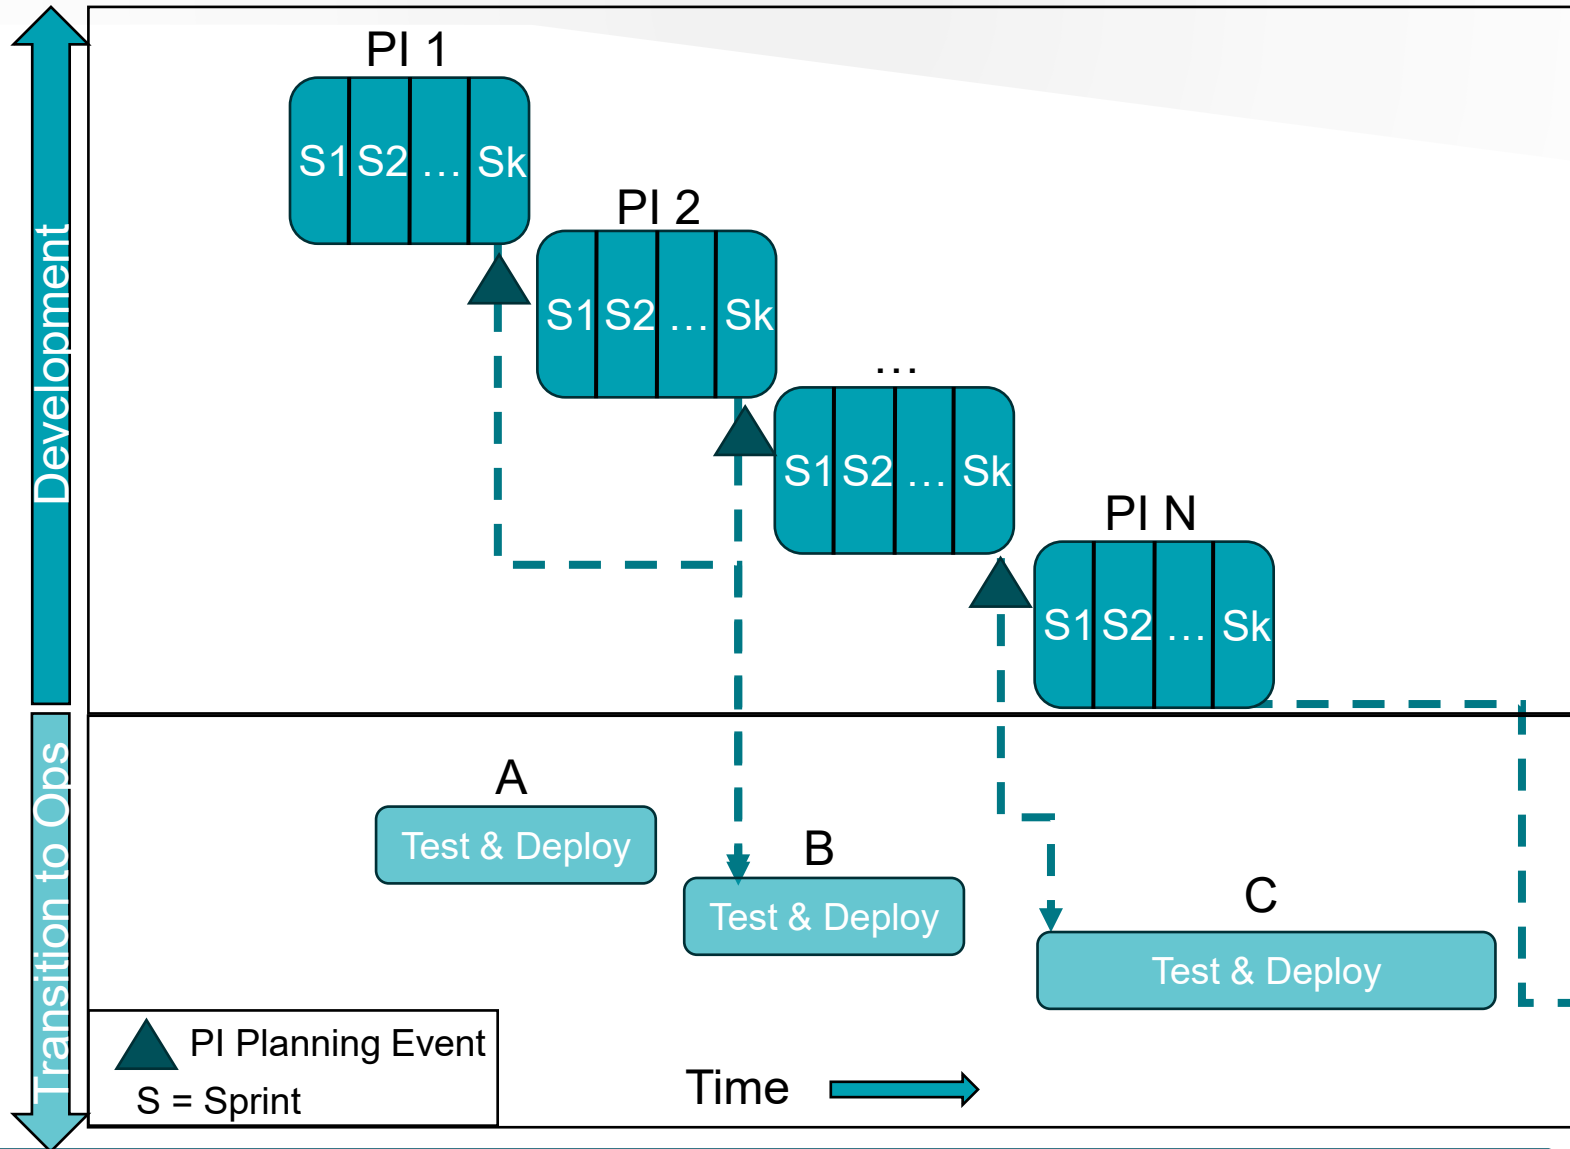 Development
Transition to Ops
PI 1
S1 S2 … Sk
PI 2
S1 S2 … Sk
…
S1 S2 … Sk
PI N
S1 S2 … Sk
A
Test & Deploy
B
Test & Deploy
C
Test & Deploy
PI Planning Event
S = Sprint
Time